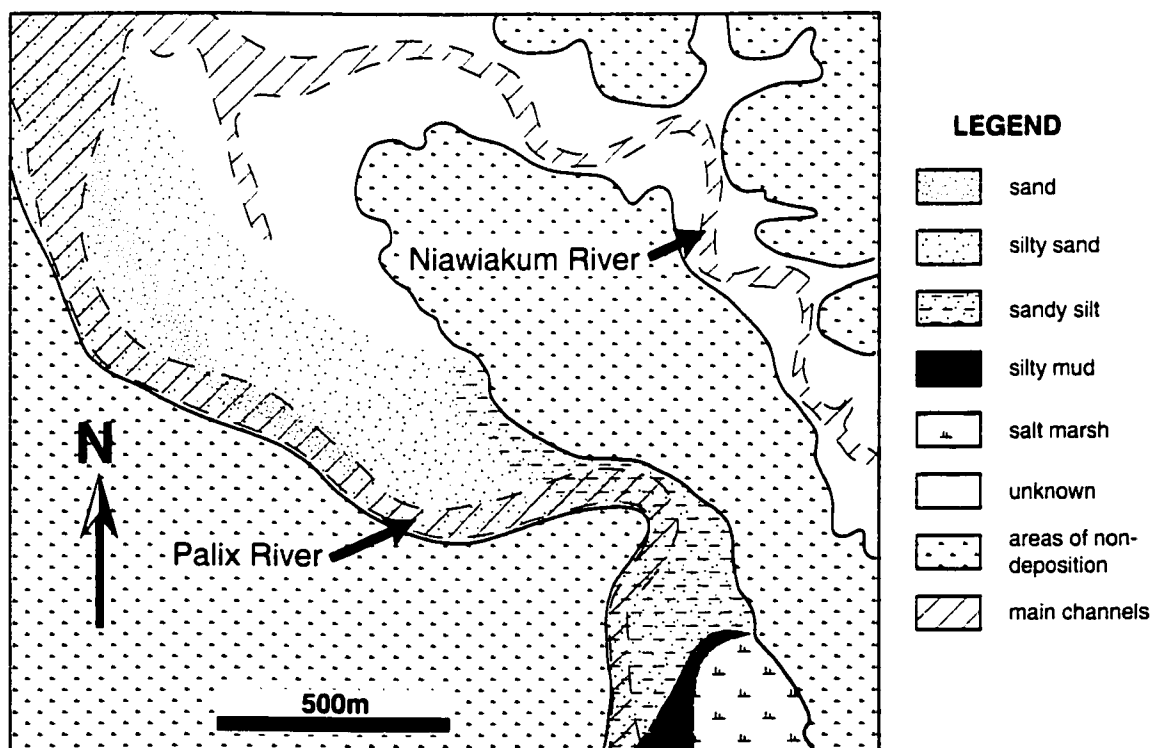 LEGEND
sand
silty sand
sandy silt
silty mud
salt marsh
unknown
areas of non-
deposition
main channels
Niawiakum River
Palix River
N
500m